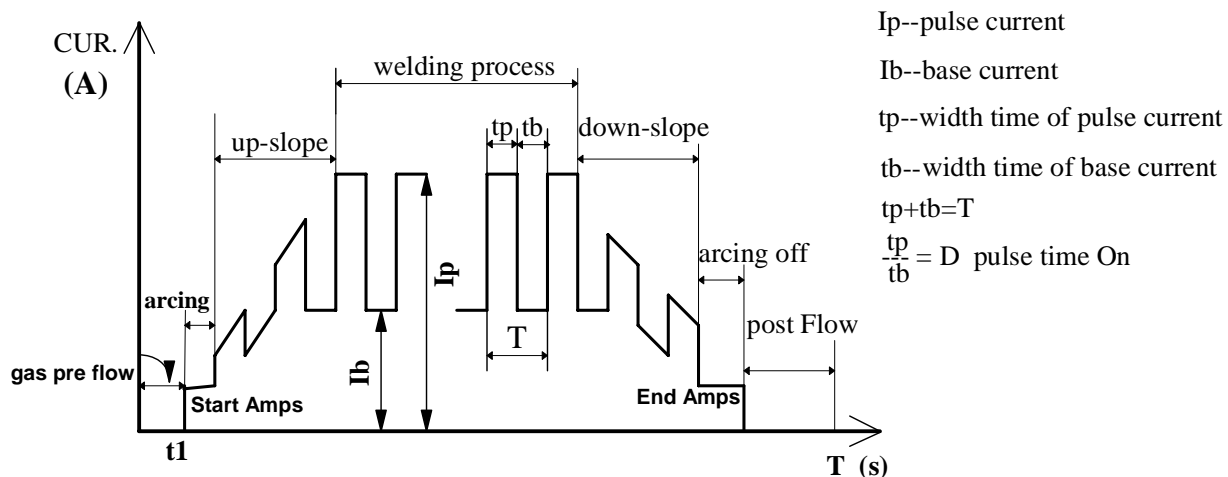 CUR.
(A)
welding process
tp tb
down-slope
up-slope
arcing off
arcing
Ip
post Flow
T
Ib
gas pre flow
Start Amps
End Amps
t1
T (s)
Ip--pulse current
Ib--base current
tp--width time of pulse current
tb--width time of base current
tp+tb=T
tp
tb = D pulse time On